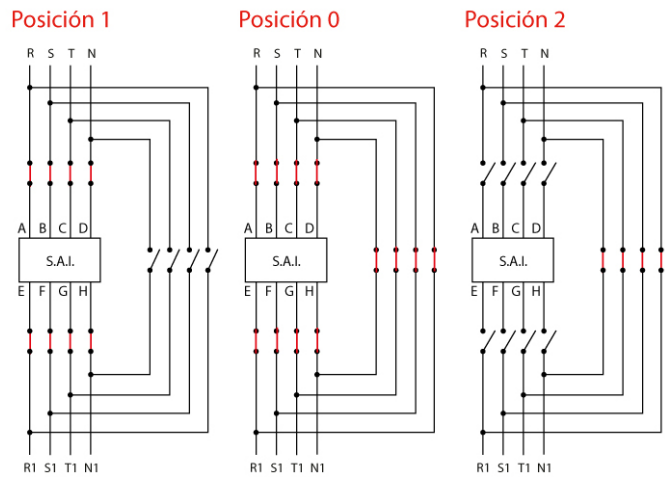 Posición 1
R S T N
A B C D
S.A.I.
E F G H
R1 S1 T1 N1
Posición 0
R S T N
A B C D
S.A.I.
E F G H
R1 S1 T1 N1
Posición 2
R S T N
A B C D
S.A.I.
E F G H
R1 S1 T1 N1